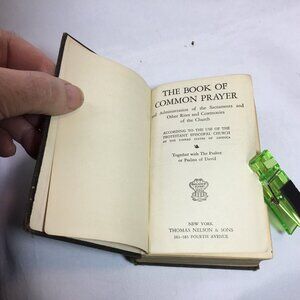 THE BOOK OF
COMMON PRAYER
Administration of the Sacraments and
Other Rites and Ceremonies
of the Church
ACCORDING TO THE USE OF THE
PROTESTANT EPISCOPAL CHURCH
IN THE UNITED STATES OF AMERICA
Together with The Psalter
or Psalms of David
NEW YORK
THOMAS NELSON & SONS
381-385 FOURTH AVENUE